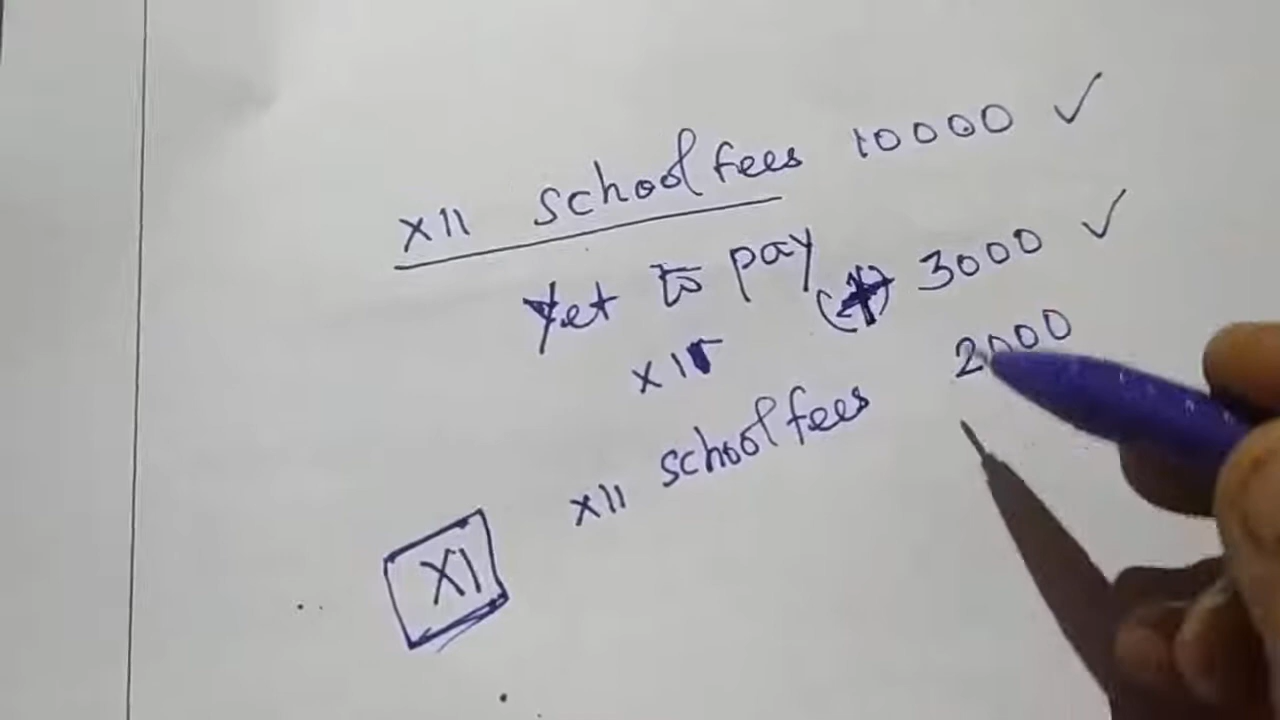 XII school fees 10000 ✓
Yet to pay (+) 3000 ✓
XII
XII school fees 2000
XI